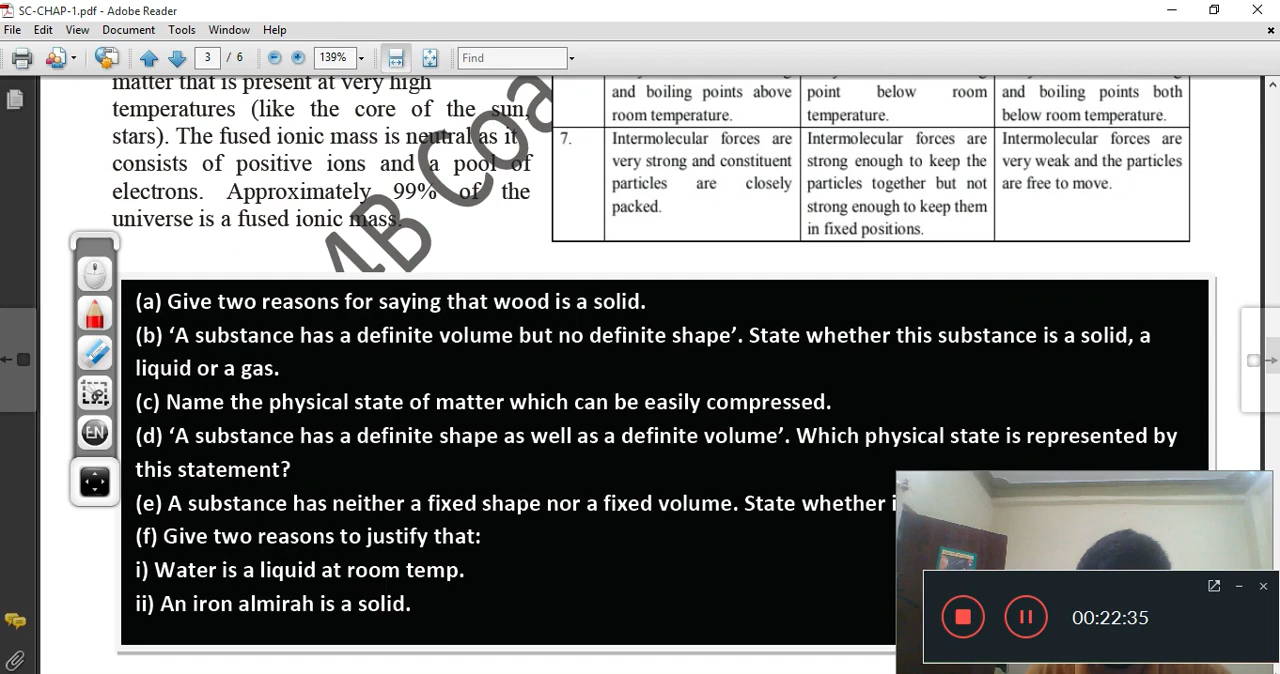 SC-CHAP-1.pdf - Adobe Reader
File Edit View Document Tools Window Help
3 / 6 139% Find
matter that is present at very high
temperatures (like the core of the sun,
stars). The fused ionic mass is neutral as it
consists of positive ions and a pool of
electrons. Approximately 99% of the
universe is a fused ionic mass.
and boiling points above
room temperature.
point below room
temperature.
and boiling points both
below room temperature.
7.
Intermolecular forces are
very strong and constituent
particles are closely
packed.
Intermolecular forces are
strong enough to keep the
particles together but not
strong enough to keep them
in fixed positions.
Intermolecular forces are
very weak and the particles
are free to move.
(a) Give two reasons for saying that wood is a solid.
(b) ‘A substance has a definite volume but no definite shape’. State whether this substance is a solid, a
liquid or a gas.
(c) Name the physical state of matter which can be easily compressed.
(d) ‘A substance has a definite shape as well as a definite volume’. Which physical state is represented by
this statement?
(e) A substance has neither a fixed shape nor a fixed volume. State whether
(f) Give two reasons to justify that:
i) Water is a liquid at room temp.
ii) An iron almirah is a solid.
EN
00:22:35